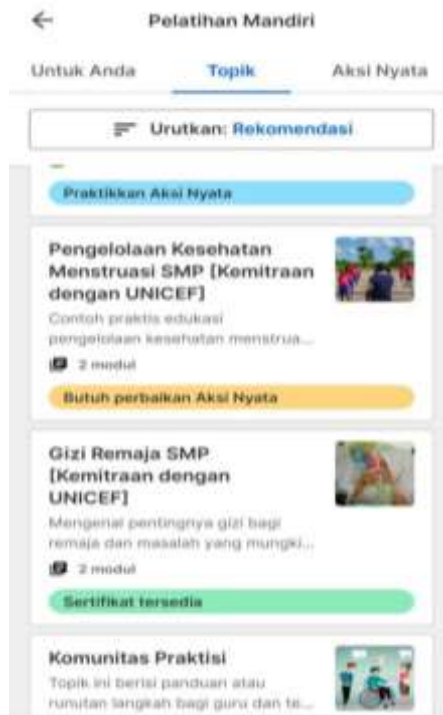 Pelatihan Mandiri
Untuk Anda Topik Aksi Nyata
Urutkan: Rekomendasi
Praktikkan Aksi Nyata
Pengelolaan Kesehatan
Menstruasi SMP [Kemitraan
dengan UNICEF]
Contoh praktis edukasi
pengelolaan kesehatan menstrua...
2 modul
Butuh perbaikan Aksi Nyata
Gizi Remaja SMP
[Kemitraan dengan
UNICEF]
Mengenal pentingnya gizi bagi
remaja dan masalah yang mungki...
2 modul
Sertifikat tersedia
Komunitas Praktisi
Topik ini berisi panduan atau
runutan langkah bagi guru dan te...